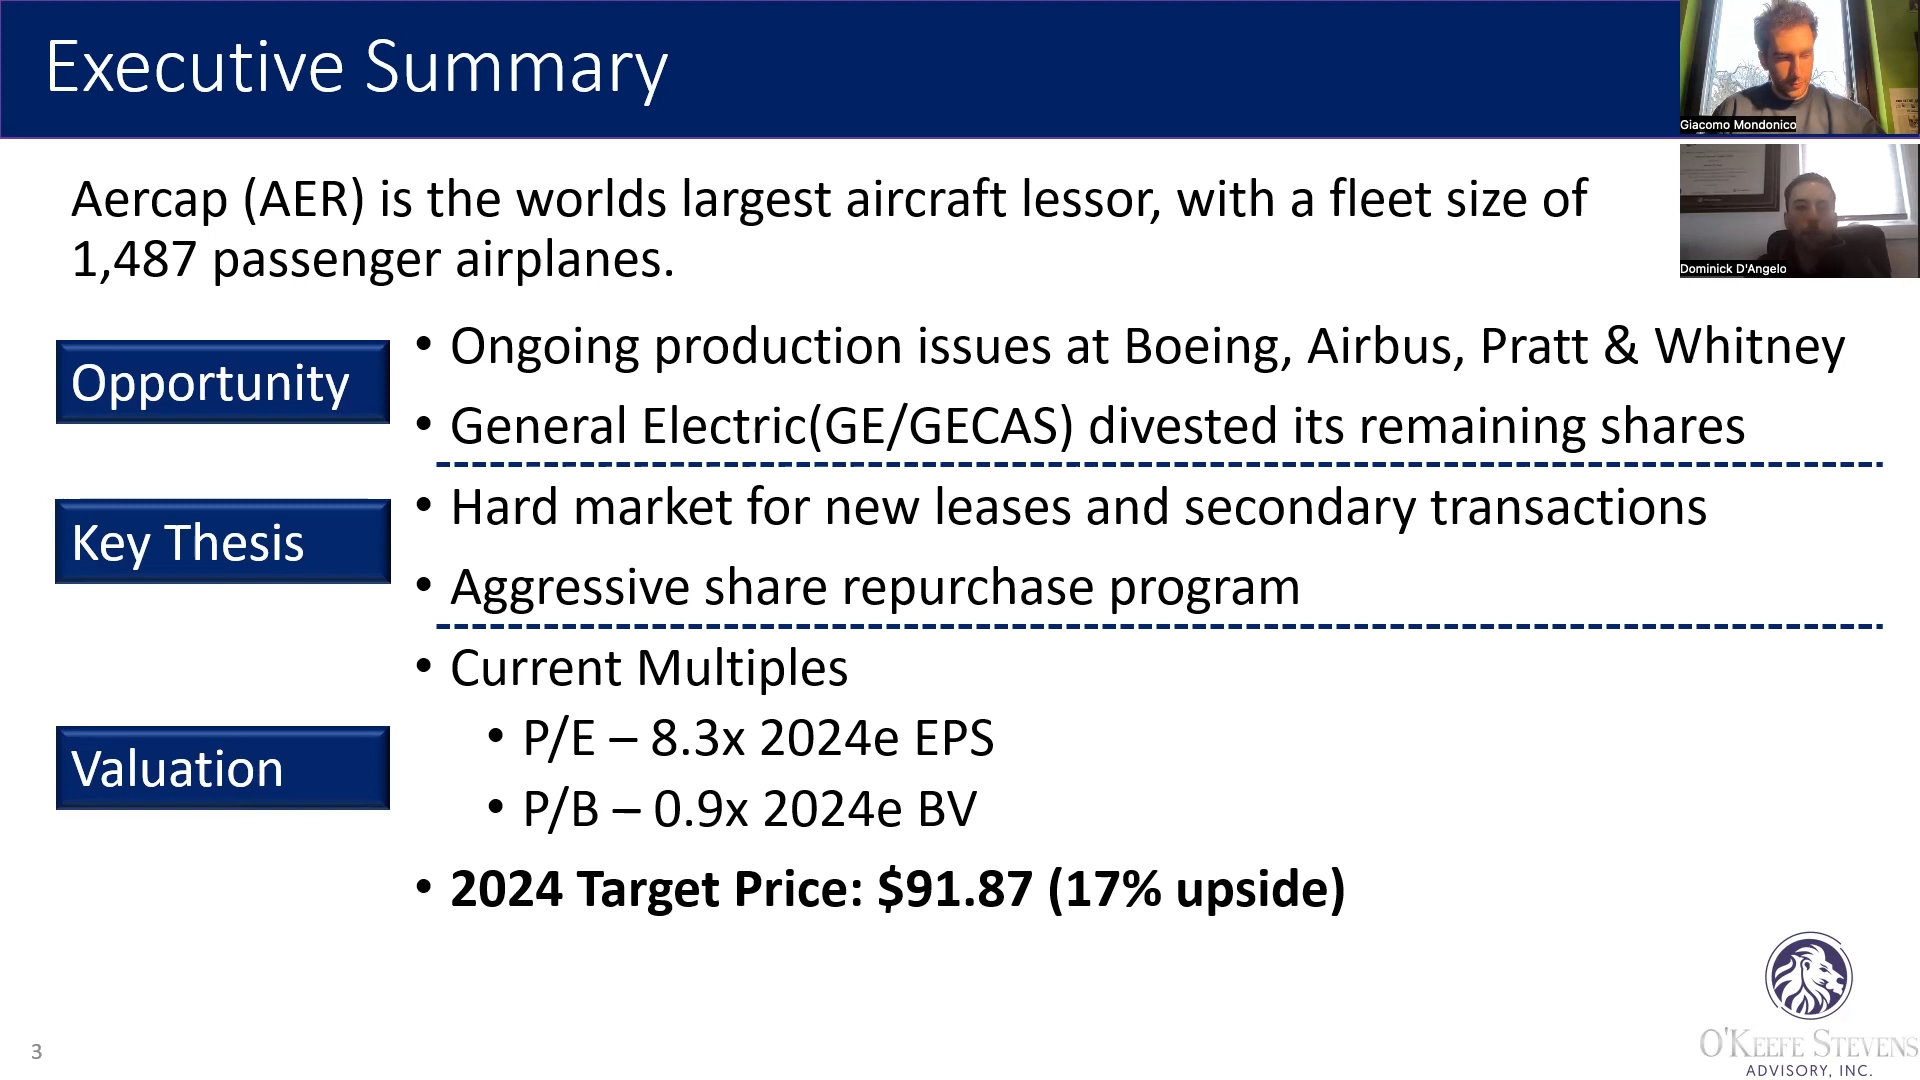 Executive Summary
Giacomo Mondonico
Dominick D'Angelo
Aercap (AER) is the worlds largest aircraft lessor, with a fleet size of
1,487 passenger airplanes.
Opportunity
• Ongoing production issues at Boeing, Airbus, Pratt & Whitney
• General Electric(GE/GECAS) divested its remaining shares
Key Thesis
• Hard market for new leases and secondary transactions
• Aggressive share repurchase program
Valuation
• Current Multiples
• P/E – 8.3x 2024e EPS
• P/B – 0.9x 2024e BV
• 2024 Target Price: $91.87 (17% upside)
3
O'KEEFE STEVENS
ADVISORY, INC.